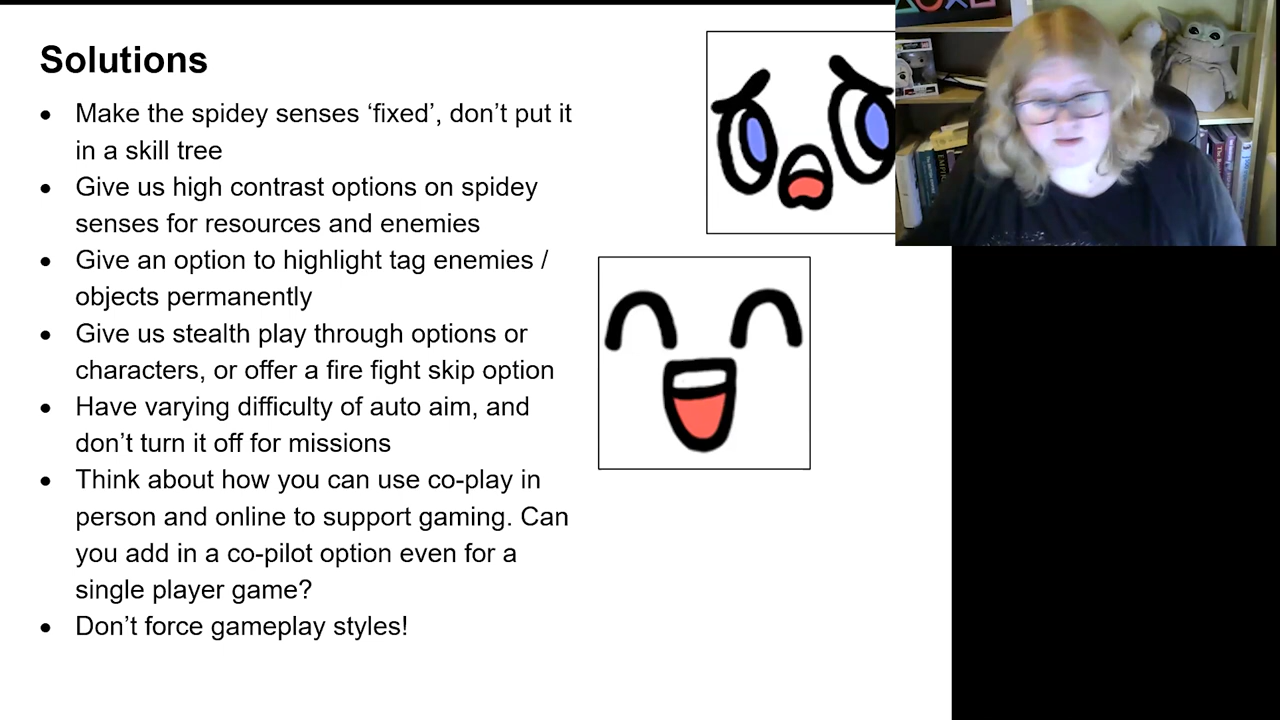 Solutions
• Make the spidey senses ‘fixed’, don’t put it
in a skill tree
• Give us high contrast options on spidey
senses for resources and enemies
• Give an option to highlight tag enemies /
objects permanently
• Give us stealth play through options or
characters, or offer a fire fight skip option
• Have varying difficulty of auto aim, and
don’t turn it off for missions
• Think about how you can use co-play in
person and online to support gaming. Can
you add in a co-pilot option even for a
single player game?
• Don’t force gameplay styles!